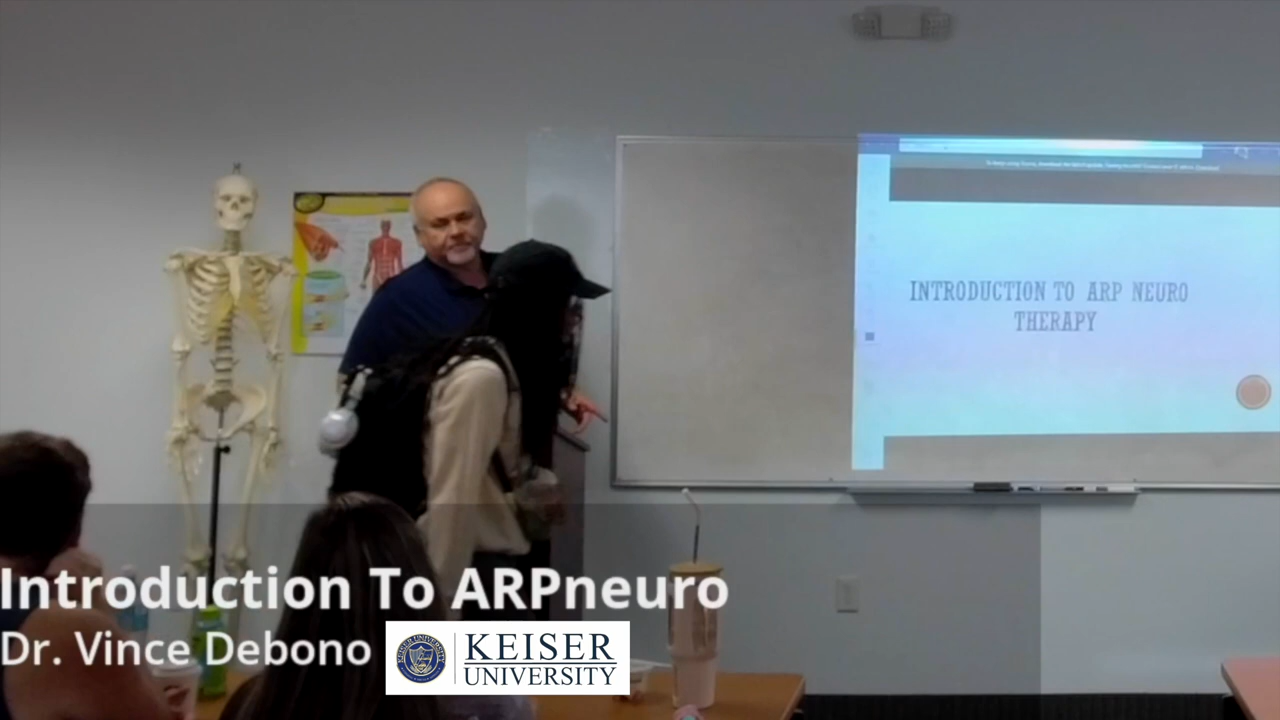 INTRODUCTION TO ARP NEURO
THERAPY
Introduction To ARPneuro
Dr. Vince Debono
KEISER
UNIVERSITY